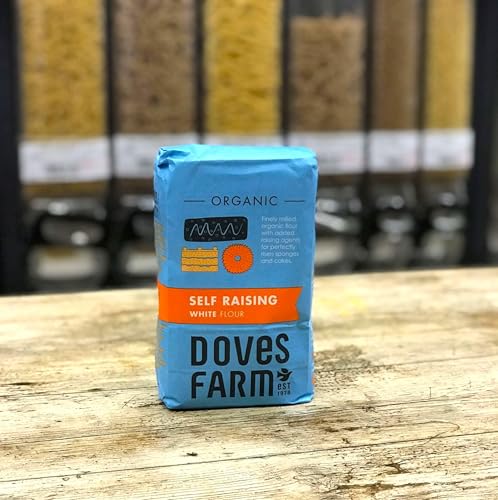 ORGANIC
Finely milled,
organic flour
with added
raising agents
for perfectly
risen sponges
and cakes.
SELF RAISING
WHITE FLOUR
DOVES
FARM
EST
1978